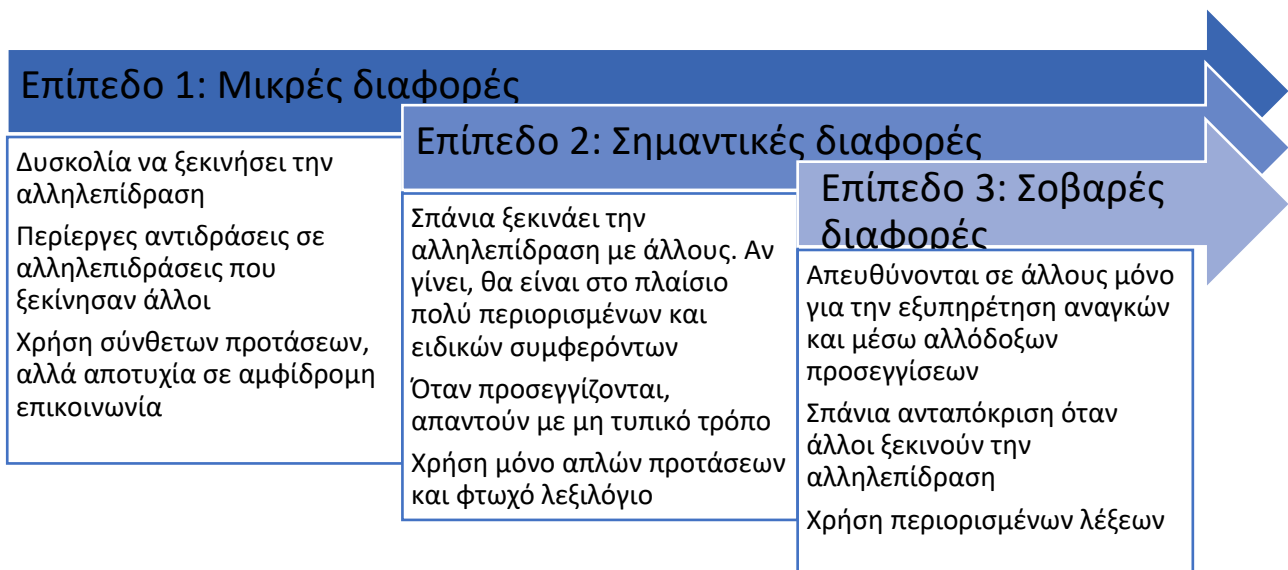 Επίπεδο 1: Μικρές διαφορές
Δυσκολία να ξεκινήσει την
αλληλεπίδραση
Περίεργες αντιδράσεις σε
αλληλεπιδράσεις που
ξεκίνησαν άλλοι
Χρήση σύνθετων προτάσεων,
αλλά αποτυχία σε αμφίδρομη
επικοινωνία
Επίπεδο 2: Σημαντικές διαφορές
Σπάνια ξεκινάει την
αλληλεπίδραση με άλλους. Αν
γίνει, θα είναι στο πλαίσιο
πολύ περιορισμένων και
ειδικών συμφερόντων
Όταν προσεγγίζονται,
απαντούν με μη τυπικό τρόπο
Χρήση μόνο απλών προτάσεων
και φτωχό λεξιλόγιο
Επίπεδο 3: Σοβαρές
διαφορές
Απευθύνονται σε άλλους μόνο
για την εξυπηρέτηση αναγκών
και μέσω αλλόδοξων
προσεγγίσεων
Σπάνια ανταπόκριση όταν
άλλοι ξεκινούν την
αλληλεπίδραση
Χρήση περιορισμένων λέξεων